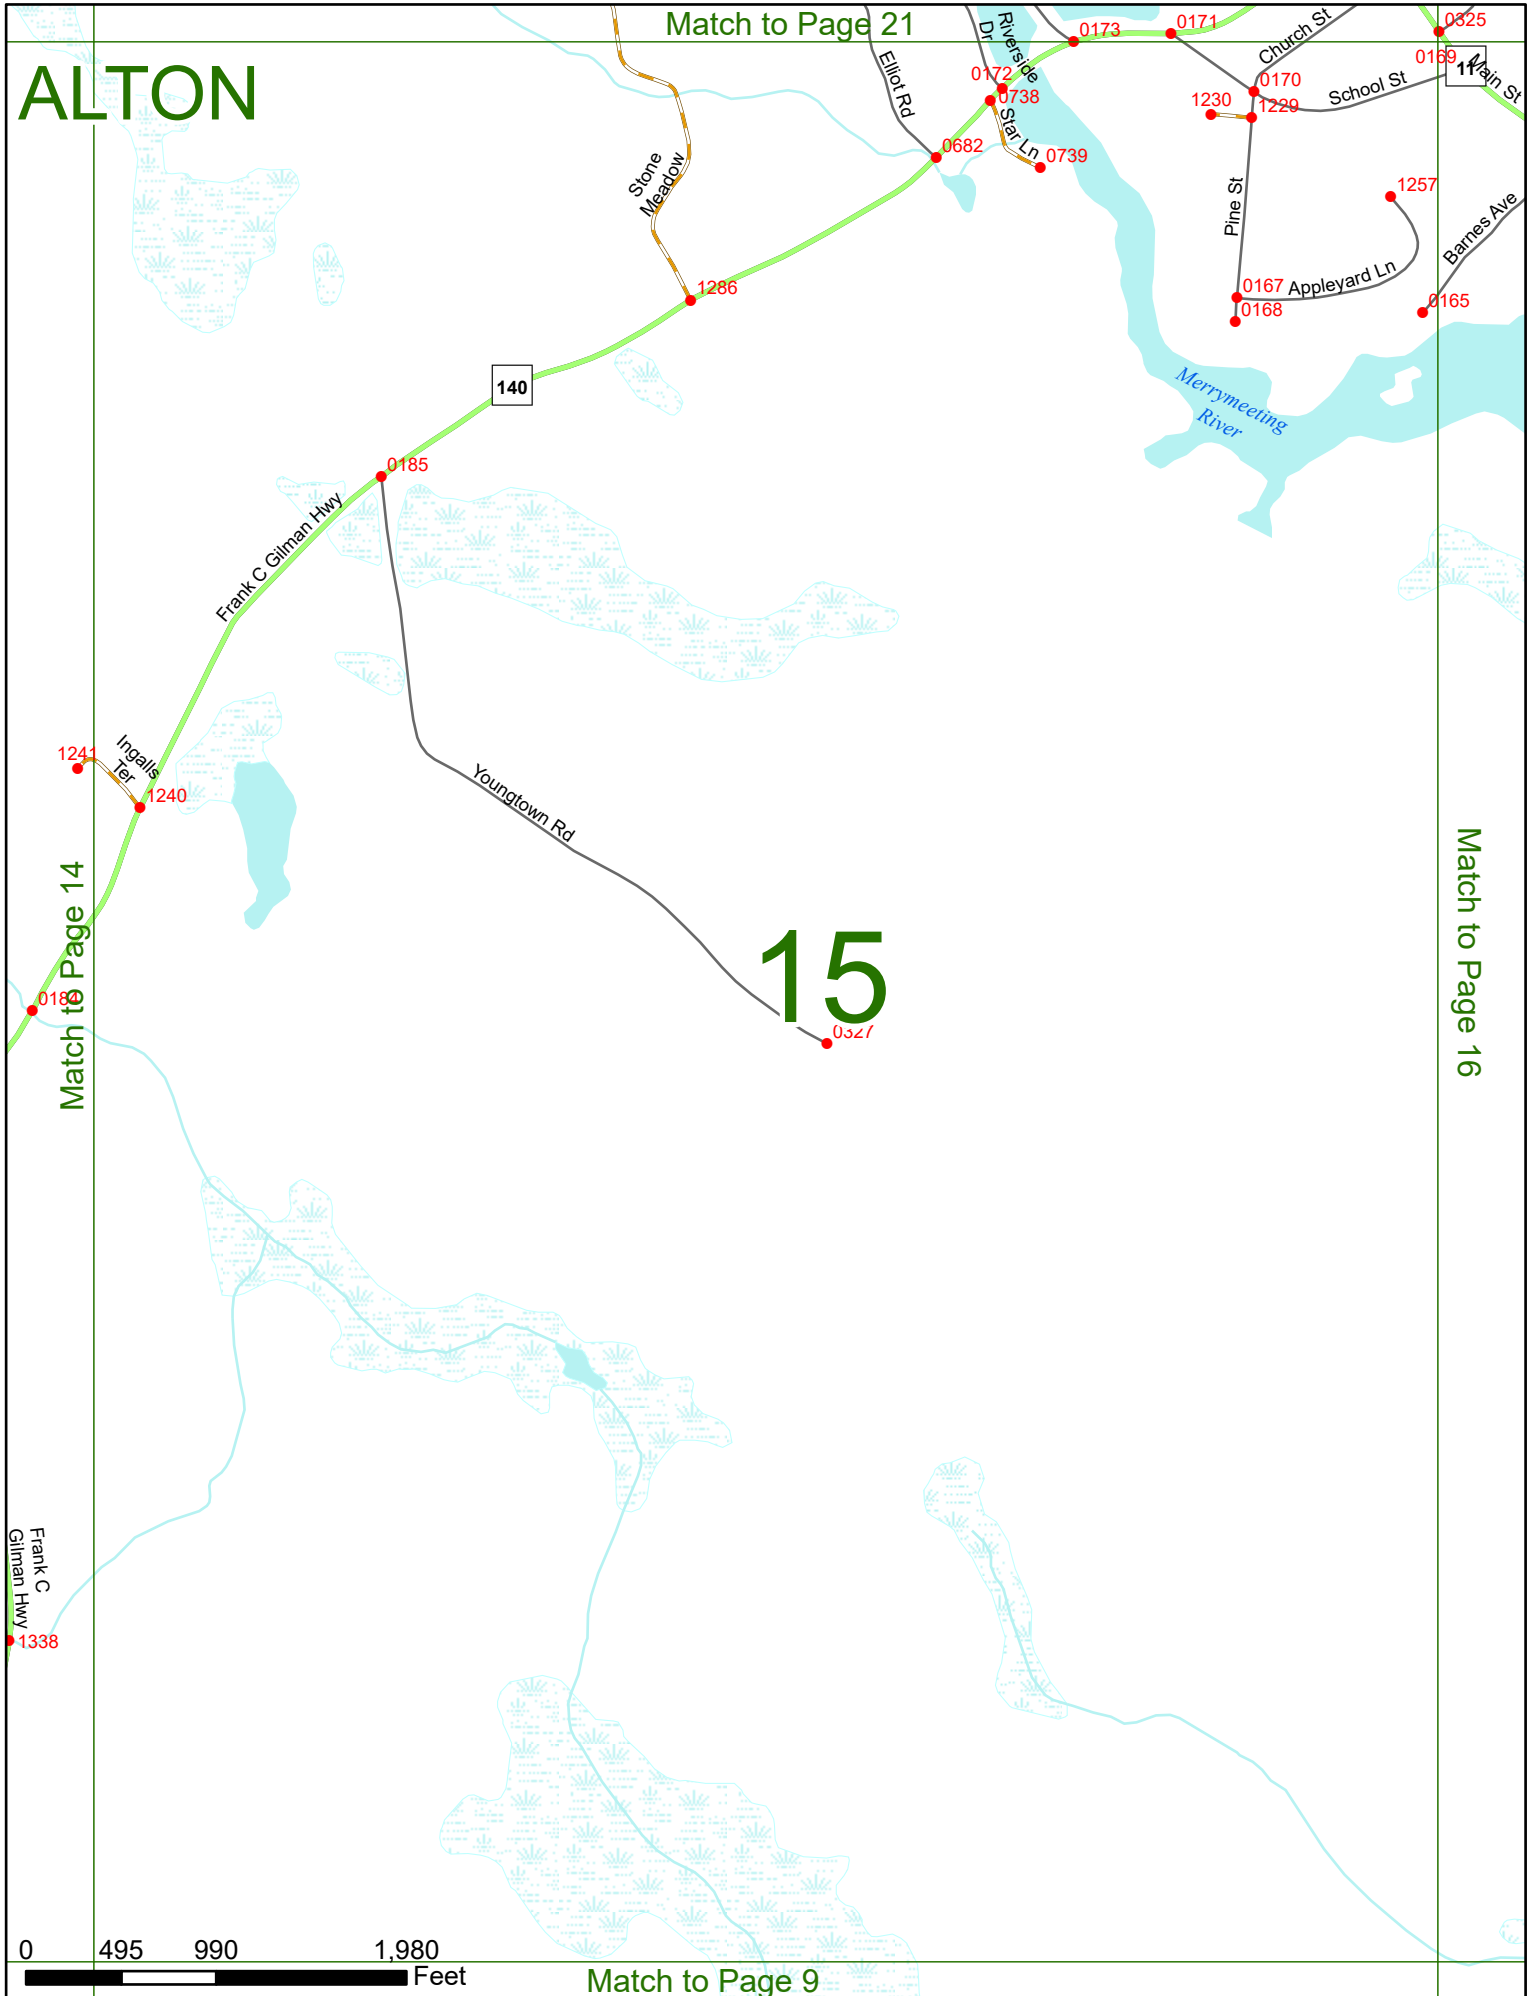 Match to Page 21
ALTON
0173
0171
0325
0169
11
Main St
Church St
School St
0170
1230
1229
Riverside
Dr
0172
0738
Star Ln
0739
Elliot Rd
0682
Stone
Meadow
1286
Pine St
1257
Barnes Ave
0167
0168
Appleyard Ln
0165
Merrymeeting
River
140
0185
Frank C Gilman Hwy
1241
Ingalls
Ter
1240
Youngtown Rd
Match to Page 14
0184
15
0327
Match to Page 16
Frank C
Gilman Hwy
1338
0 495 990 1,980
Feet
Match to Page 9